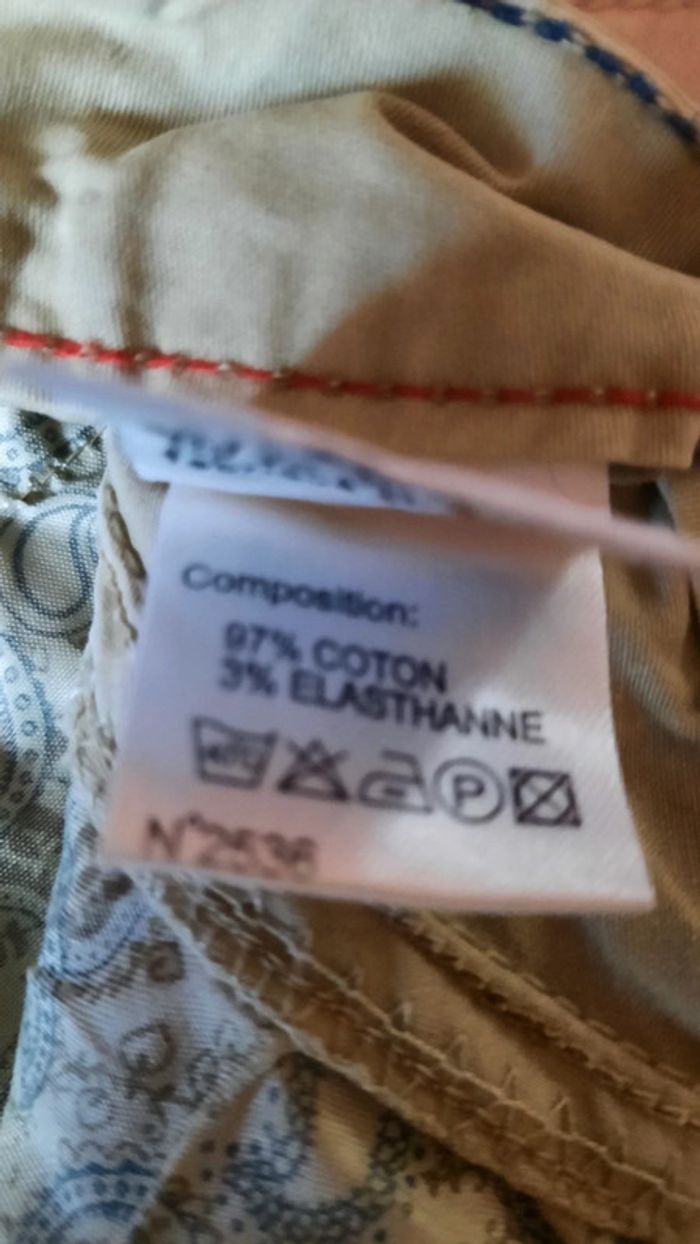 Composition:
97% COTON
3% ELASTHANNE
P
N°2536